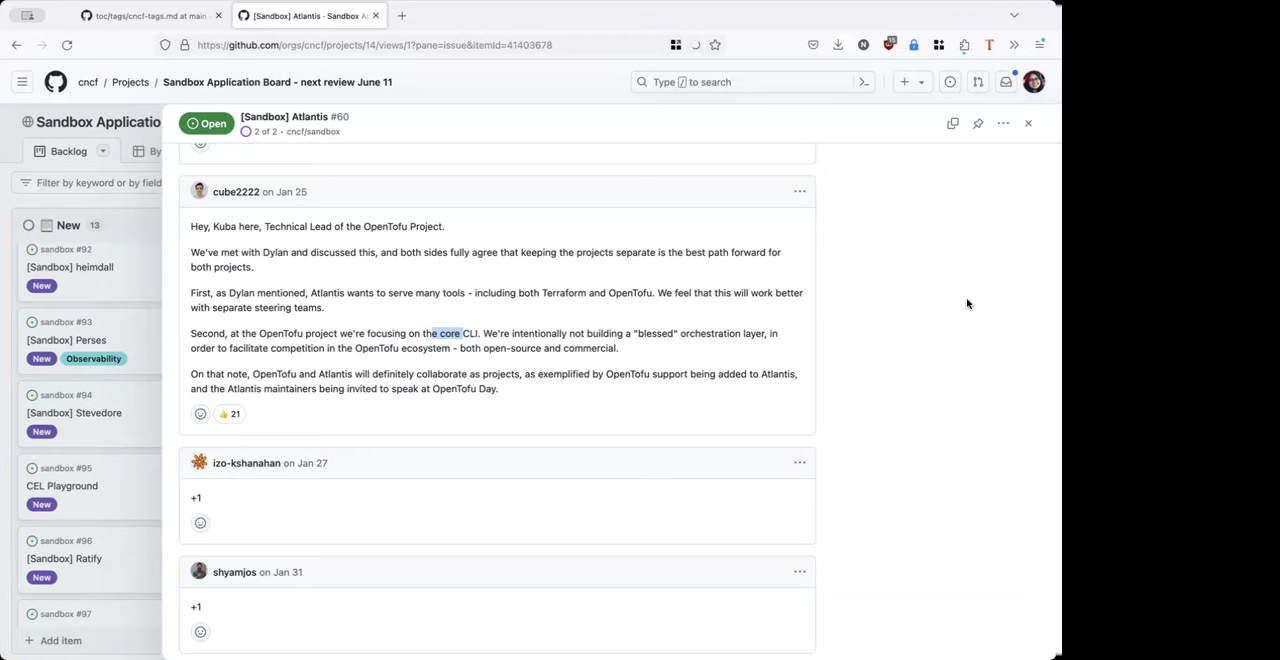 toc/tags/cncf-tags.md at main
[Sandbox] Atlantis · Sandbox Ap
https://github.com/orgs/cncf/projects/14/views/1?pane=issue&itemId=41403678
15
cncf / Projects / Sandbox Application Board - next review June 11
Type / to search
Sandbox Applicatio
Backlog
By
Filter by keyword or by field
New 13
sandbox #92
[Sandbox] heimdall
New
sandbox #93
[Sandbox] Perses
New Observability
sandbox #94
[Sandbox] Stevedore
New
sandbox #95
CEL Playground
New
sandbox #96
[Sandbox] Ratify
New
sandbox #97
Add item
Open
[Sandbox] Atlantis #60
2 of 2 · cncf/sandbox
cube2222 on Jan 25
Hey, Kuba here, Technical Lead of the OpenTofu Project.
We've met with Dylan and discussed this, and both sides fully agree that keeping the projects separate is the best path forward for
both projects.
First, as Dylan mentioned, Atlantis wants to serve many tools - including both Terraform and OpenTofu. We feel that this will work better
with separate steering teams.
Second, at the OpenTofu project we're focusing on the core CLI. We're intentionally not building a "blessed" orchestration layer, in
order to facilitate competition in the OpenTofu ecosystem - both open-source and commercial.
On that note, OpenTofu and Atlantis will definitely collaborate as projects, as exemplified by OpenTofu support being added to Atlantis,
and the Atlantis maintainers being invited to speak at OpenTofu Day.
👍 21
izo-kshanahan on Jan 27
+1
shyamjos on Jan 31
+1